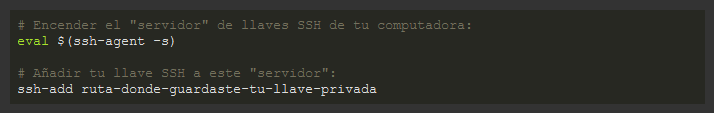 # Encender el "servidor" de llaves SSH de tu computadora:
eval $(ssh-agent -s)
# Añadir tu llave SSH a este "servidor":
ssh-add ruta-donde-guardaste-tu-llave-privada